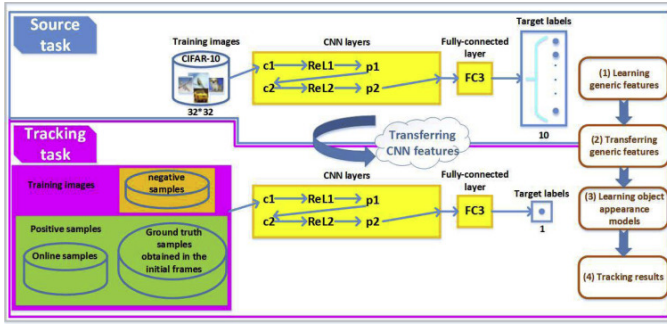 Source
task
Training images
CIFAR-10
32*32
CNN layers
c1
ReL1
p1
c2
ReL2
p2
Fully-connected
layer
FC3
Target labels
10
(1) Learning
generic features
Tracking
task
Transferring
CNN features
(2) Transferring
generic features
Training images
negative
samples
Positive samples
Online samples
Ground truth
samples
obtained in the
initial frames
CNN layers
c1
ReL1
p1
c2
ReL2
p2
Fully-connected
layer
FC3
Target labels
1
(3) Learning object
appearance
models
(4) Tracking results